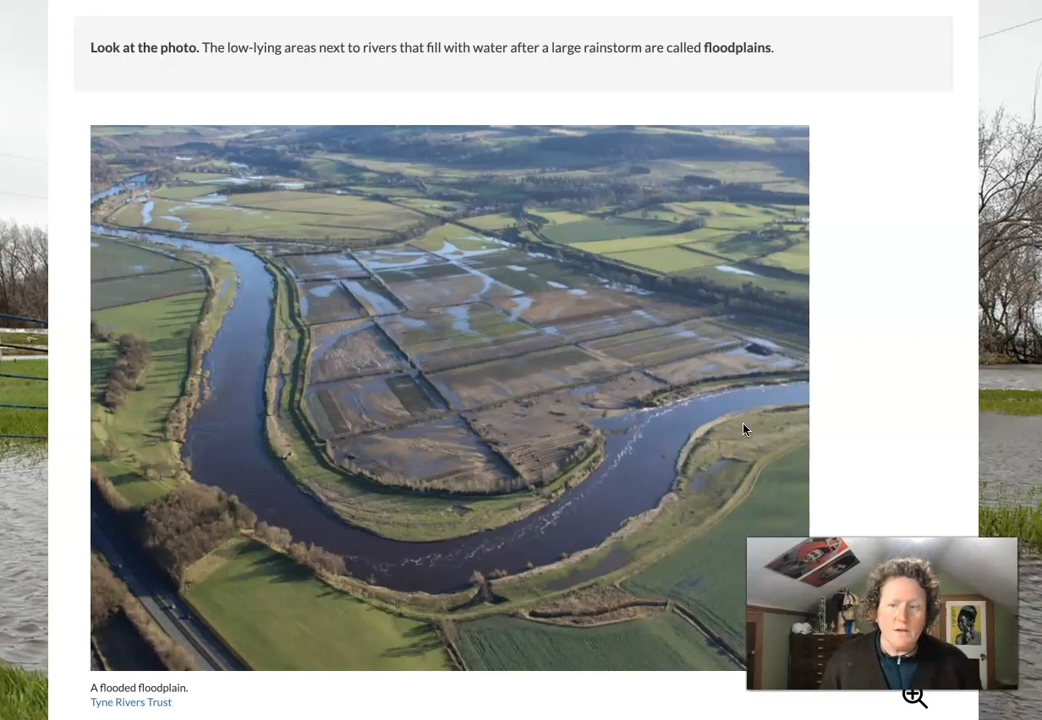 Look at the photo. The low-lying areas next to rivers that fill with water after a large rainstorm are called floodplains.
A flooded floodplain.
Tyne Rivers Trust